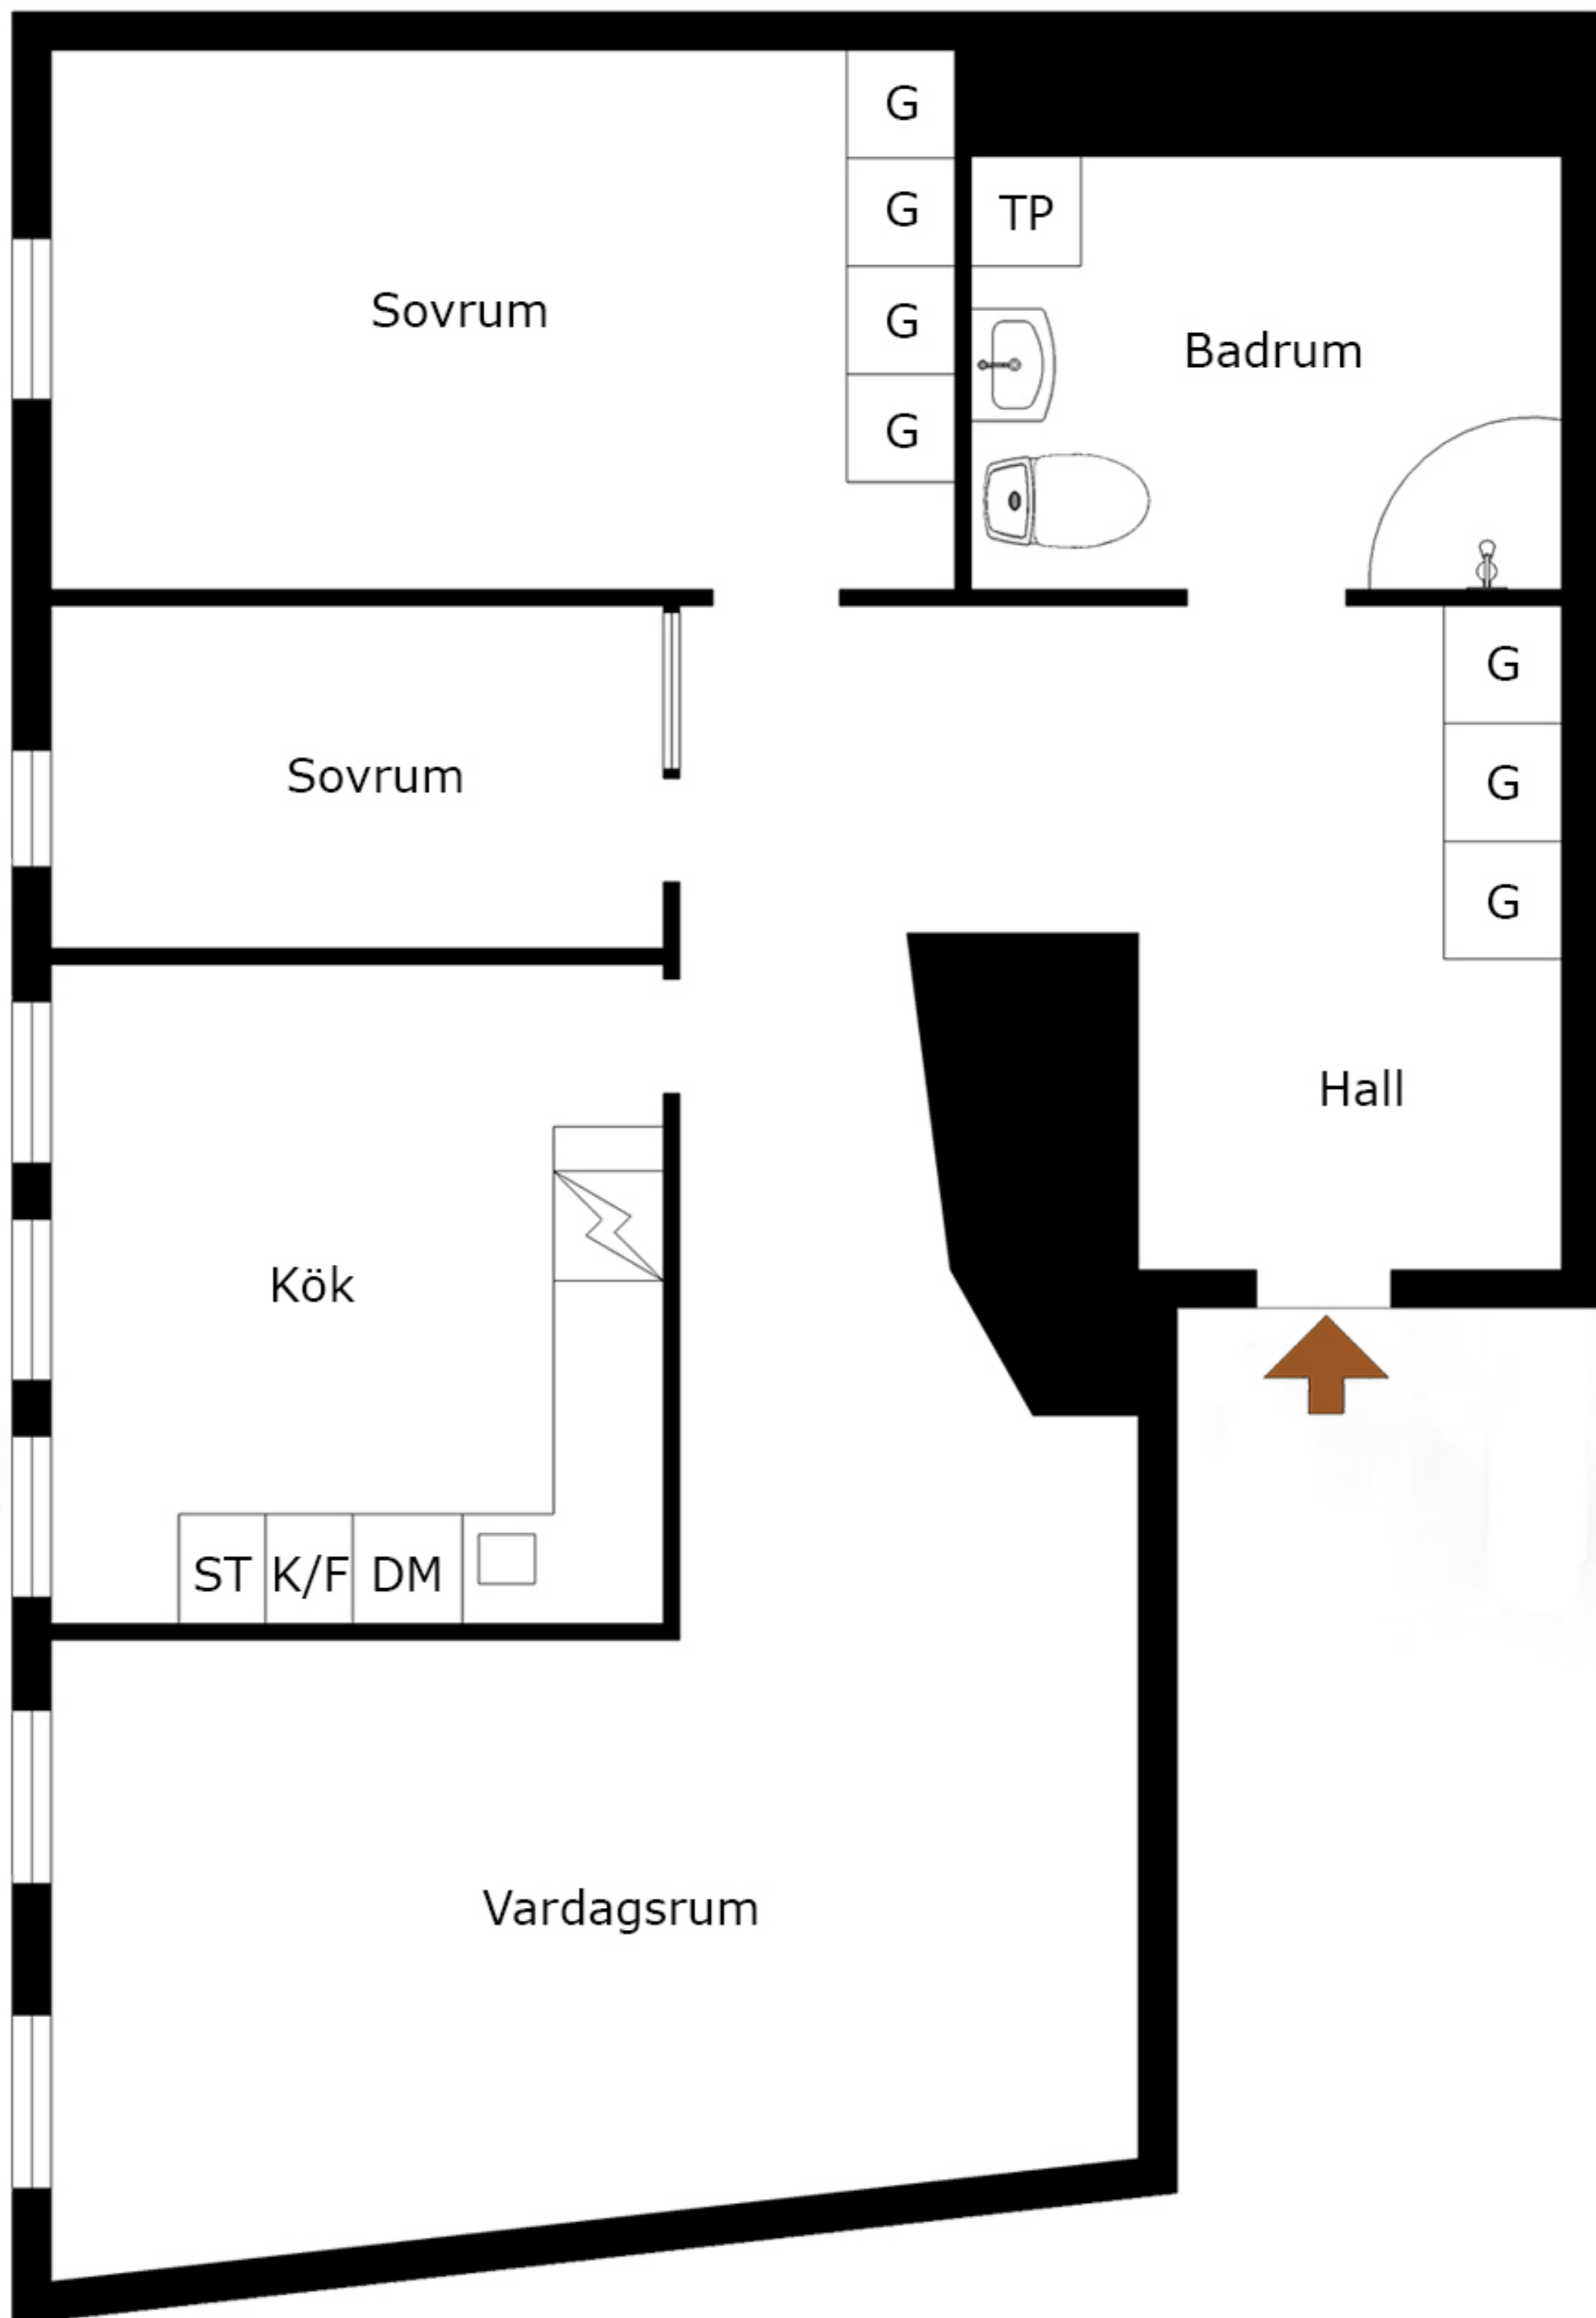 G
G
TP
Sovrum
G
Badrum
G
G
Sovrum
G
G
Hall
Kök
ST
K/F
DM
Vardagsrum